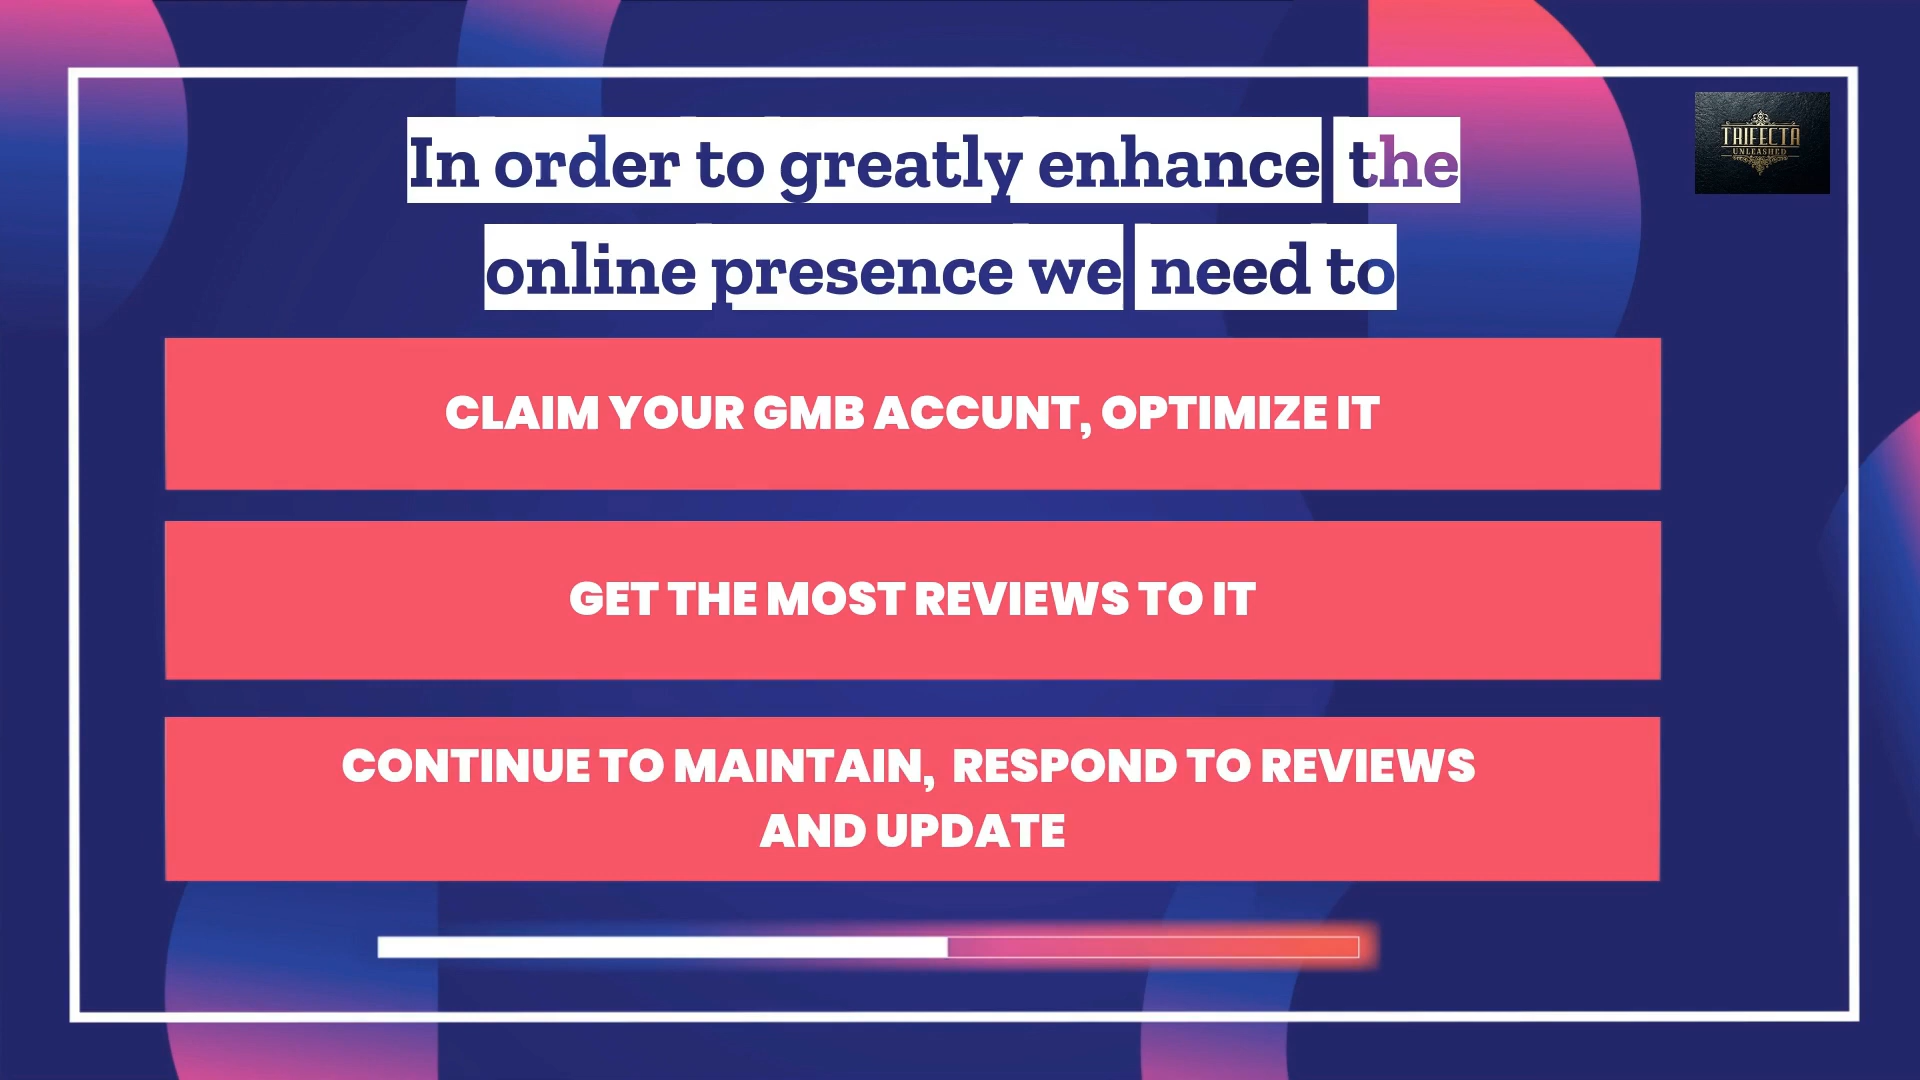 In order to greatly enhance the
TRIFECTA
UNLEASHED
online presence we need to
CLAIM YOUR GMB ACCUNT, OPTIMIZE IT
GET THE MOST REVIEWS TO IT
CONTINUE TO MAINTAIN, RESPOND TO REVIEWS
AND UPDATE